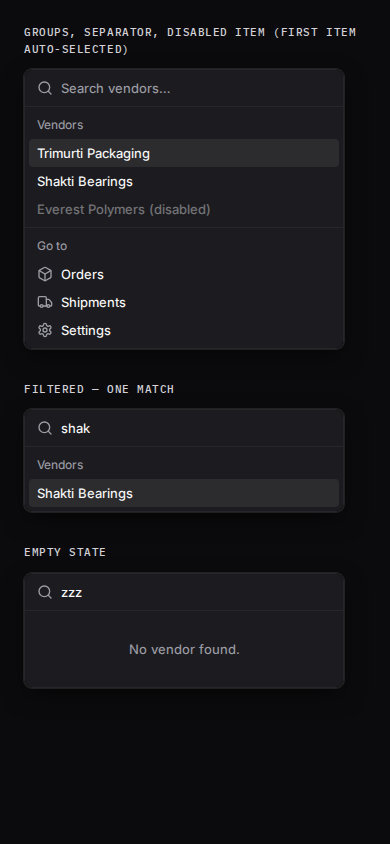 GROUPS, SEPARATOR, DISABLED ITEM (FIRST ITEM
AUTO-SELECTED)
Search vendors...
Vendors
Trimurti Packaging
Shakti Bearings
Everest Polymers (disabled)
Go to
Orders
Shipments
Settings
FILTERED — ONE MATCH
shak
Vendors
Shakti Bearings
EMPTY STATE
zzz
No vendor found.